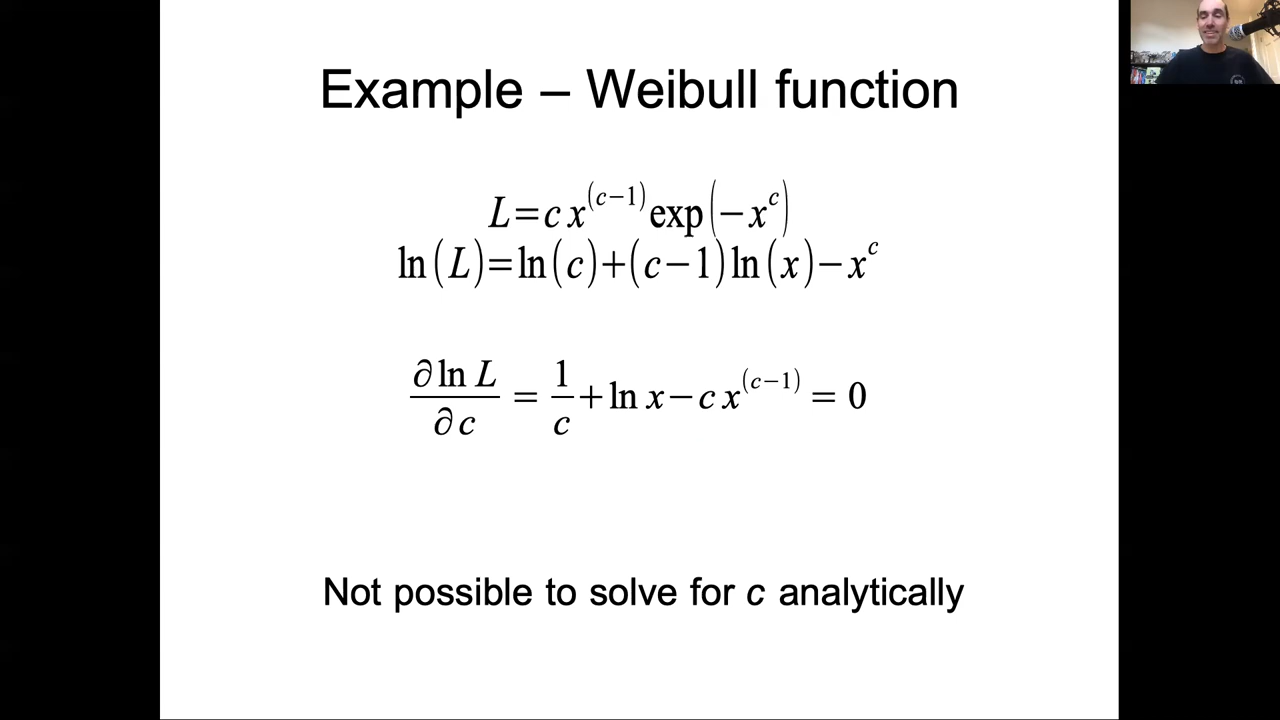 Example – Weibull function
L=c x^(c−1) exp(−x^c)
ln(L)=ln(c)+(c−1)ln(x)−x^c
∂ ln L / ∂ c = 1/c + ln x − c x^(c−1) = 0
Not possible to solve for c analytically